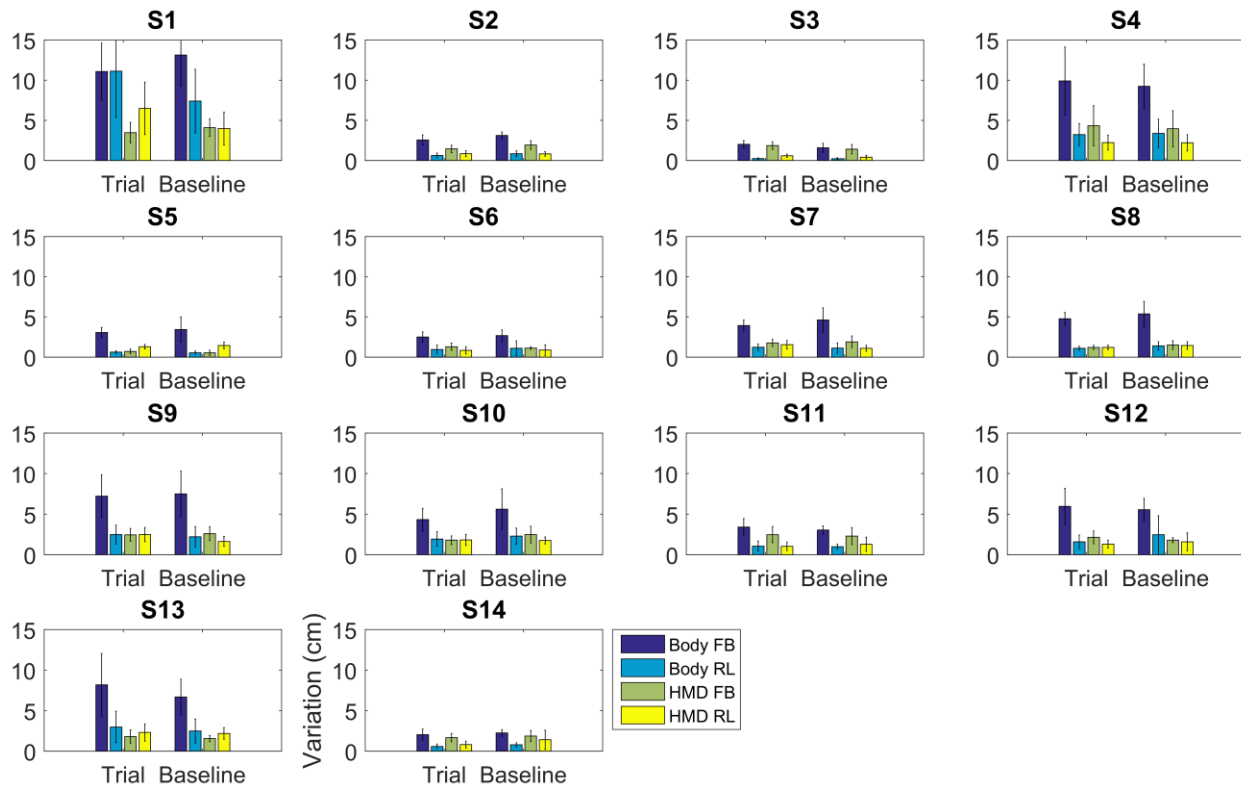 S1 S2 S3 S4
15 15 15 15
10 10 10 10
5 5 5 5
0 0 0 0
Trial Baseline Trial Baseline Trial Baseline Trial Baseline
S5 S6 S7 S8
15 15 15 15
10 10 10 10
5 5 5 5
0 0 0 0
Trial Baseline Trial Baseline Trial Baseline Trial Baseline
S9 S10 S11 S12
15 15 15 15
10 10 10 10
5 5 5 5
0 0 0 0
Trial Baseline Trial Baseline Trial Baseline Trial Baseline
S13 S14
15 15
10 10
5 5
0 0
Trial Baseline Trial Baseline
Variation (cm)
Body FB
Body RL
HMD FB
HMD RL